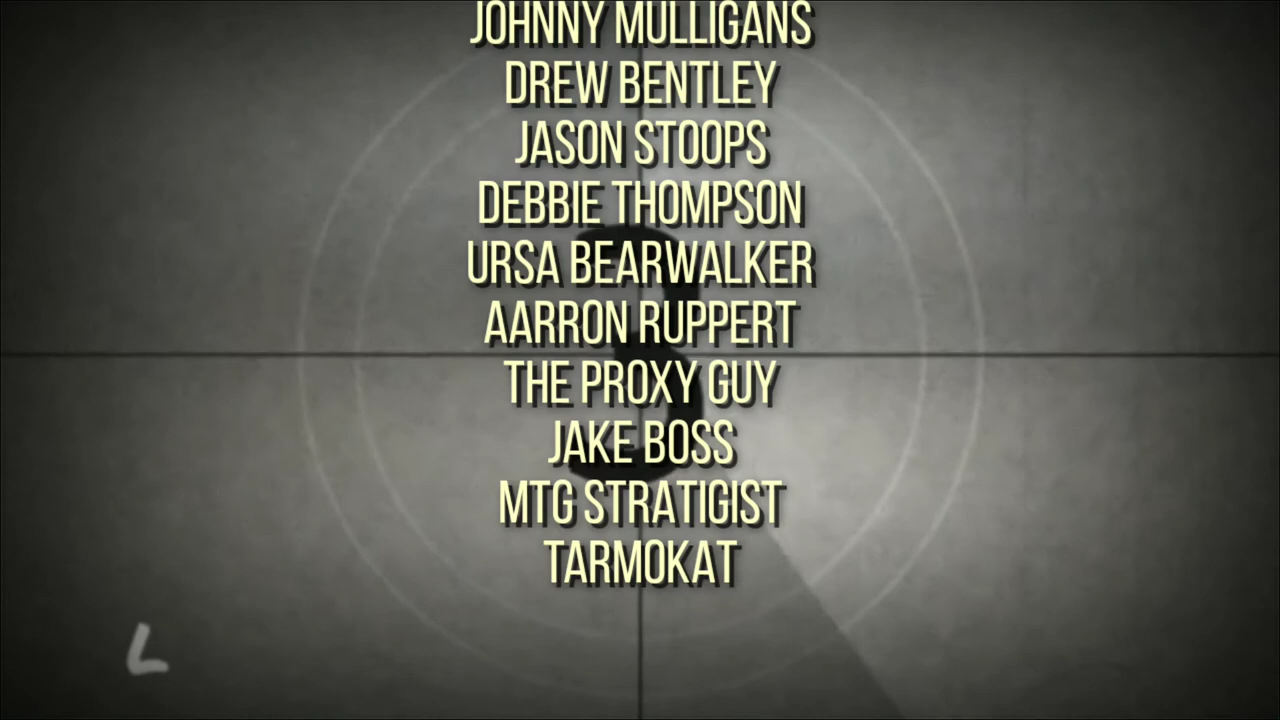 JOHNNY MULLIGANS
DREW BENTLEY
JASON STOOPS
DEBBIE THOMPSON
URSA BEARWALKER
AARRON RUPPERT
THE PROXY GUY
JAKE BOSS
MTG STRATIGIST
TARMOKAT
3
L